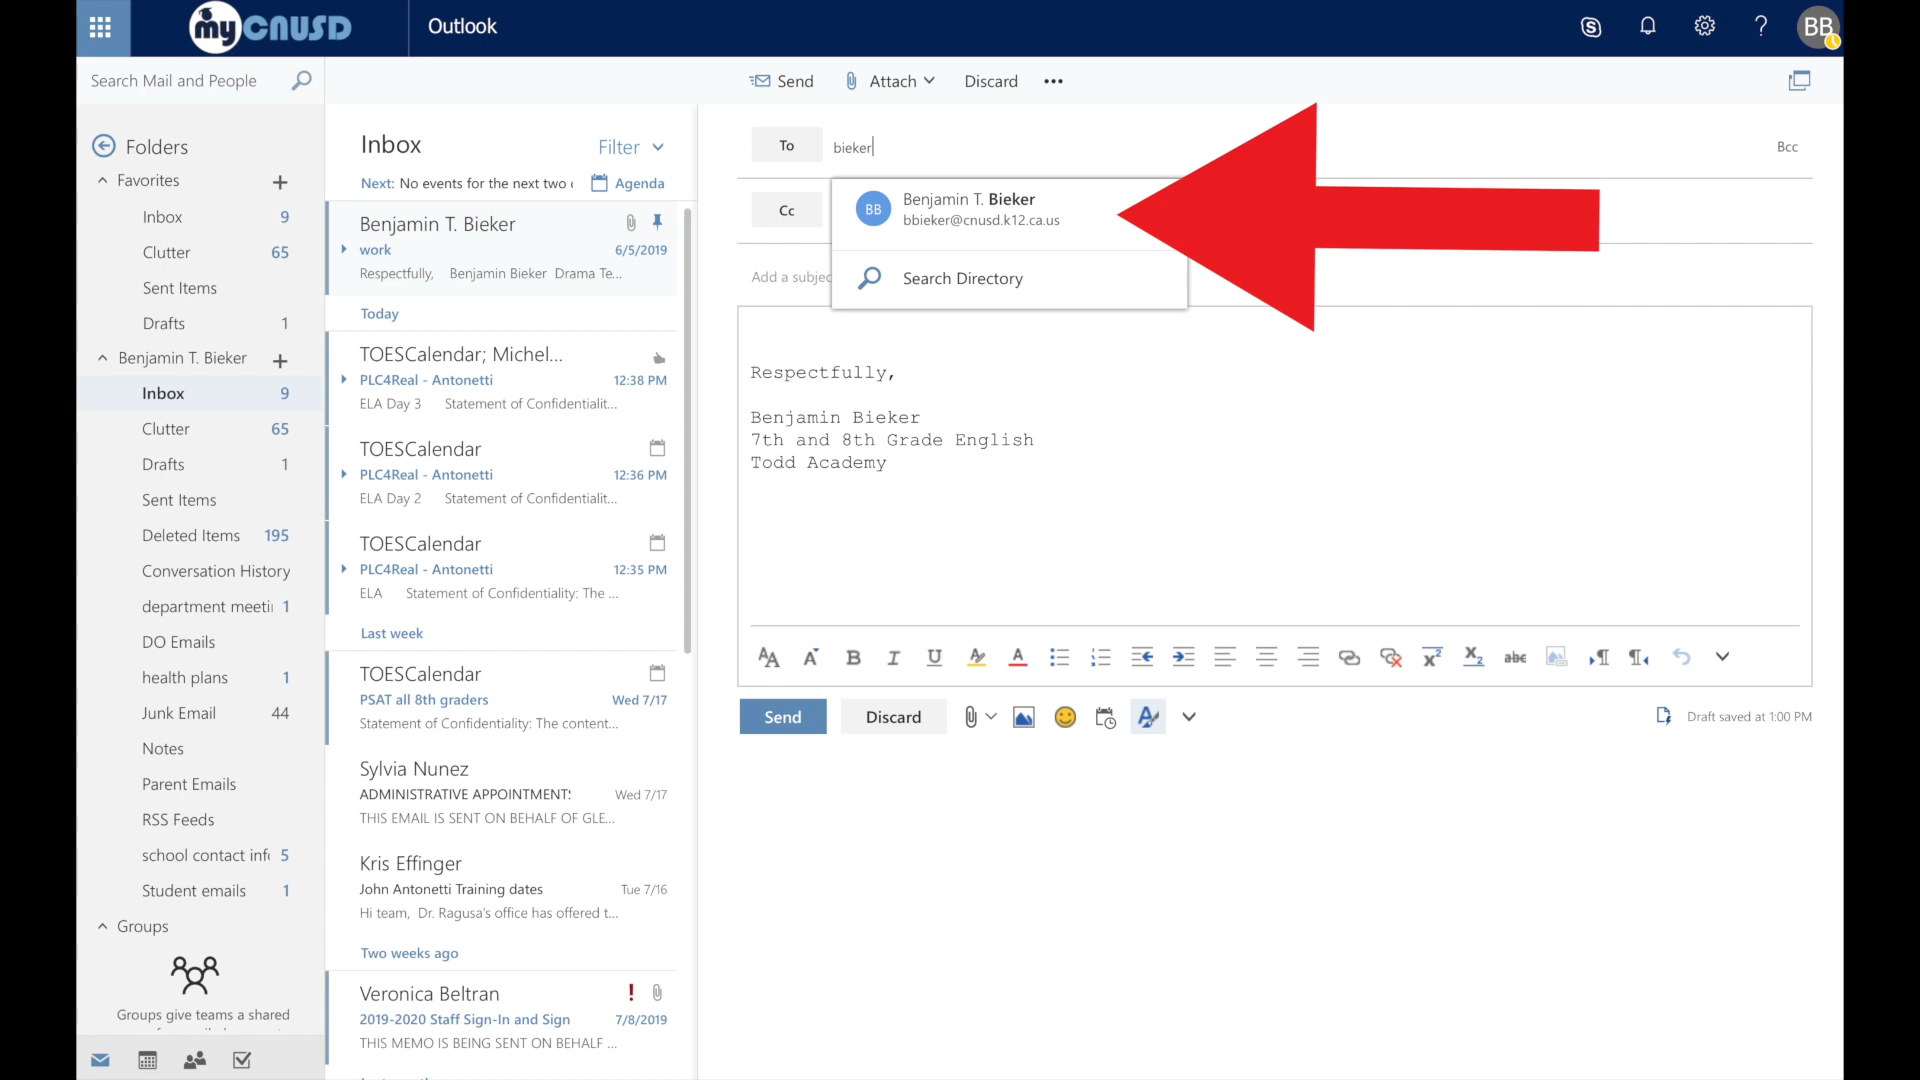 myCNUSD
Outlook
BB
Search Mail and People
Send
Attach
Discard
Folders
Favorites
Inbox 9
Clutter 65
Sent Items
Drafts 1
Benjamin T. Bieker
Inbox 9
Clutter 65
Drafts 1
Sent Items
Deleted Items 195
Conversation History
department meeti 1
DO Emails
health plans 1
Junk Email 44
Notes
Parent Emails
RSS Feeds
school contact inf 5
Student emails 1
Groups
Groups give teams a shared
Inbox Filter
Next: No events for the next two Agenda
Benjamin T. Bieker
work 6/5/2019
Respectfully, Benjamin Bieker Drama Te...
Today
TOESCalendar; Michel...
PLC4Real - Antonetti 12:38 PM
ELA Day 3 Statement of Confidentialit...
TOESCalendar
PLC4Real - Antonetti 12:36 PM
ELA Day 2 Statement of Confidentialit...
TOESCalendar
PLC4Real - Antonetti 12:35 PM
ELA Statement of Confidentiality: The ...
Last week
TOESCalendar
PSAT all 8th graders Wed 7/17
Statement of Confidentiality: The content...
Sylvia Nunez
ADMINISTRATIVE APPOINTMENTS Wed 7/17
THIS EMAIL IS SENT ON BEHALF OF GLE...
Kris Effinger
John Antonetti Training dates Tue 7/16
Hi team, Dr. Ragusa's office has offered t...
Two weeks ago
Veronica Beltran
2019-2020 Staff Sign-In and Sign 7/8/2019
THIS MEMO IS BEING SENT ON BEHALF ...
To bieker Bcc
Cc
Benjamin T. Bieker
bbieker@cnusd.k12.ca.us
Search Directory
Add a subjec
Respectfully,
Benjamin Bieker
7th and 8th Grade English
Todd Academy
Send Discard Draft saved at 1:00 PM